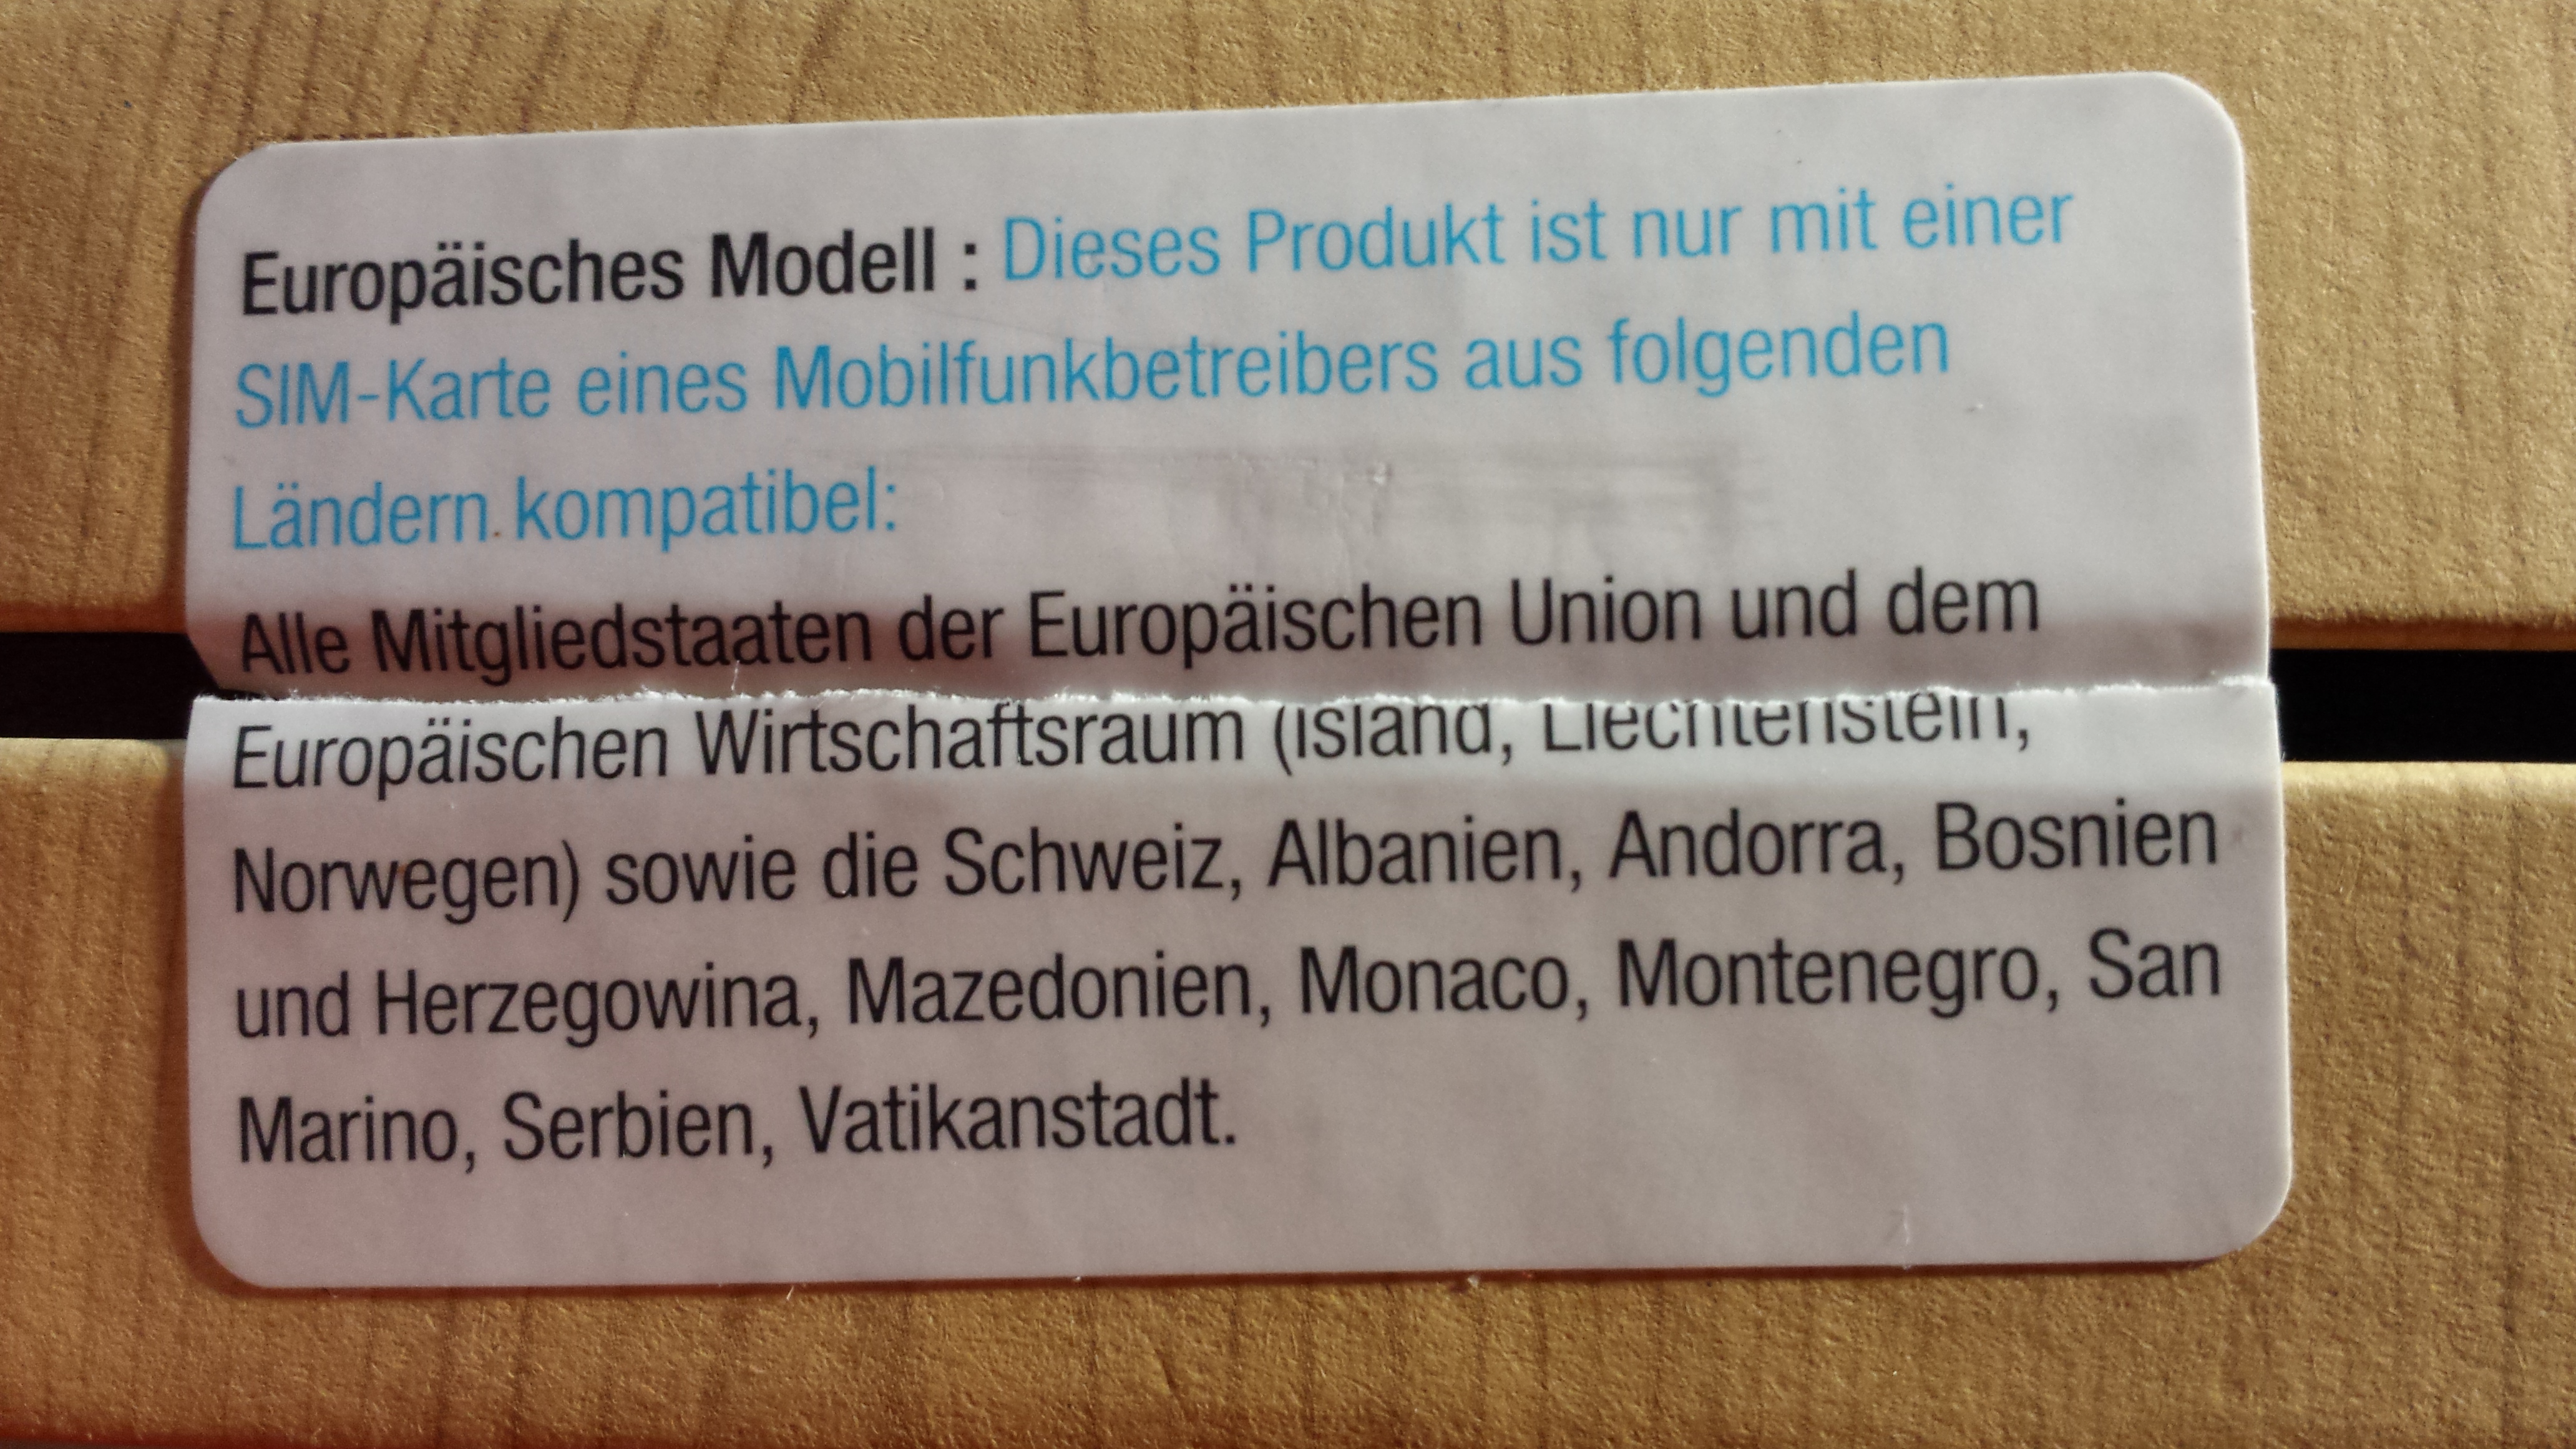 Europäisches Modell : Dieses Produkt ist nur mit einer
SIM-Karte eines Mobilfunkbetreibers aus folgenden
Ländern kompatibel:
Alle Mitgliedstaaten der Europäischen Union und dem
Europäischen Wirtschaftsraum (Island, Liechtenstein,
Norwegen) sowie die Schweiz, Albanien, Andorra, Bosnien
und Herzegowina, Mazedonien, Monaco, Montenegro, San
Marino, Serbien, Vatikanstadt.